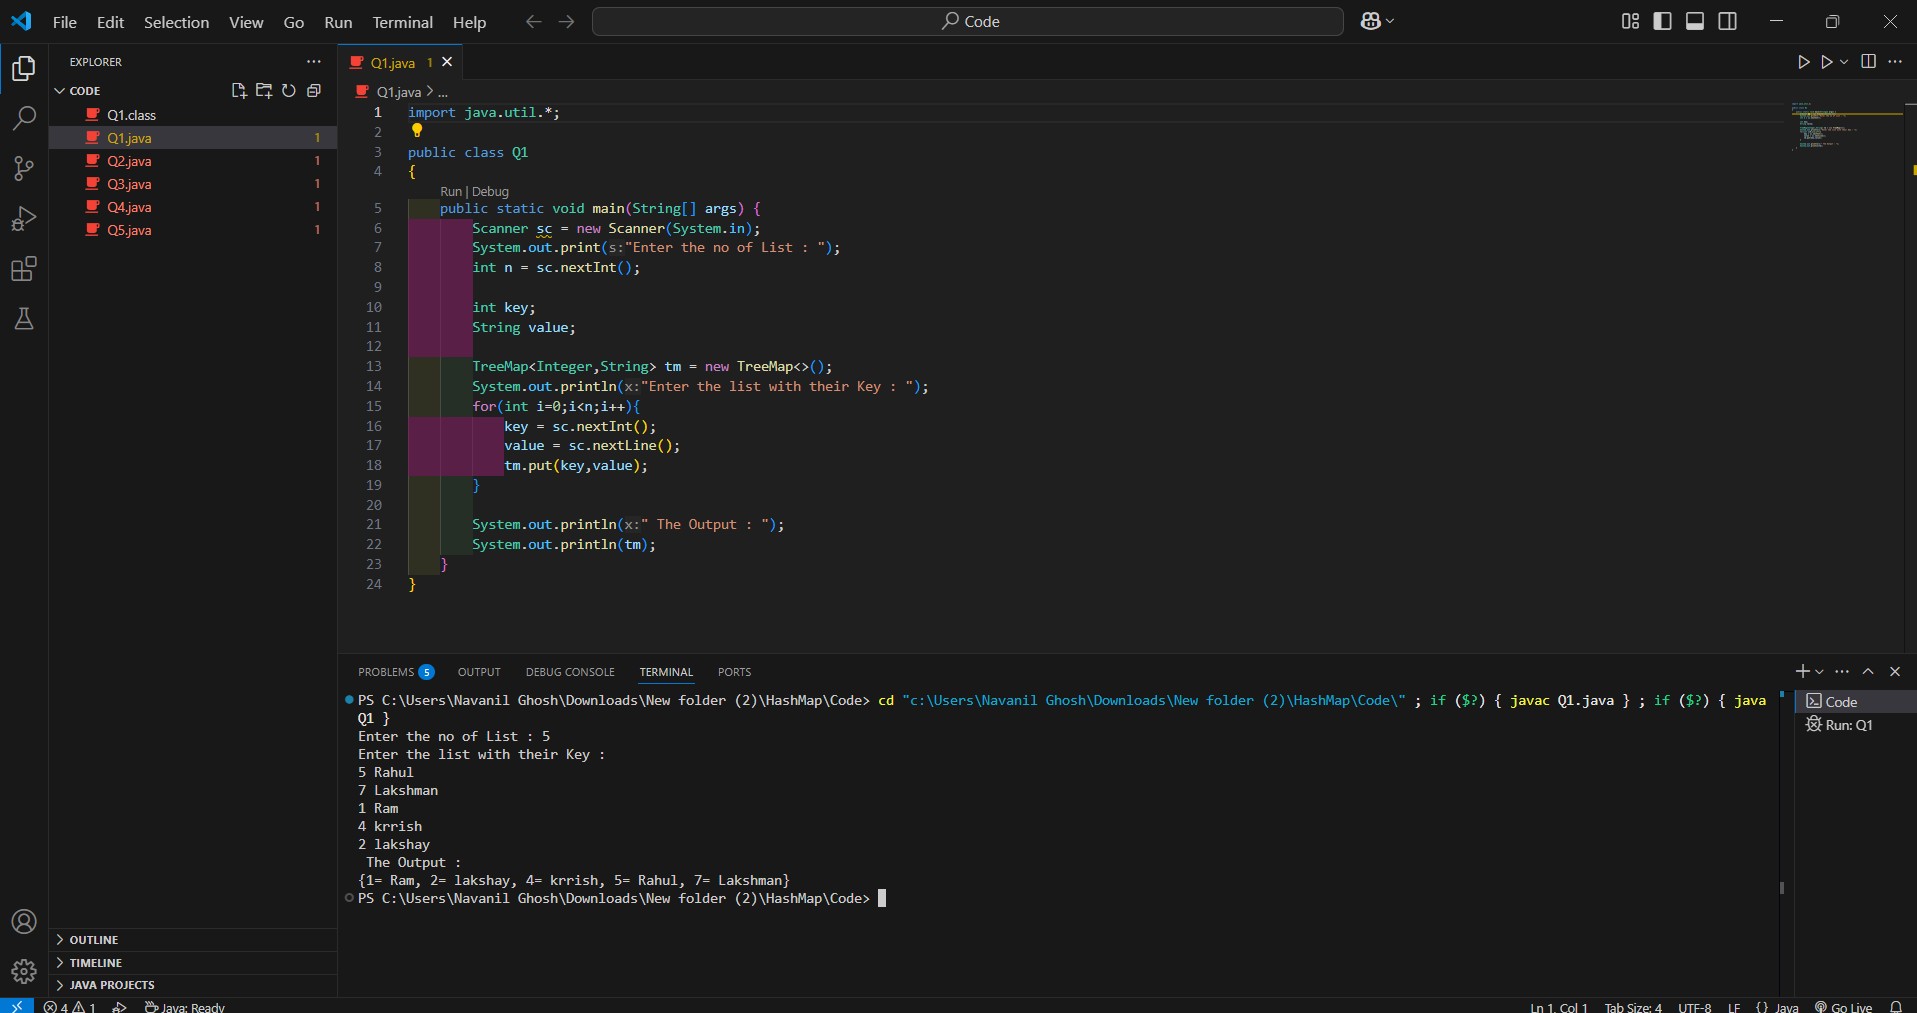 File Edit Selection View Go Run Terminal Help Code
EXPLORER
CODE
Q1.class
Q1.java 1
Q2.java 1
Q3.java 1
Q4.java 1
Q5.java 1
OUTLINE
TIMELINE
JAVA PROJECTS
Q1.java 1
Q1.java > ...
1 import java.util.*;
2
3 public class Q1
4 {
Run | Debug
5 public static void main(String[] args) {
6 Scanner sc = new Scanner(System.in);
7 System.out.print(s:"Enter the no of List : ");
8 int n = sc.nextInt();
9
10 int key;
11 String value;
12
13 TreeMap<Integer,String> tm = new TreeMap<>();
14 System.out.println(x:"Enter the list with their Key : ");
15 for(int i=0;i<n;i++){
16 key = sc.nextInt();
17 value = sc.nextLine();
18 tm.put(key,value);
19 }
20
21 System.out.println(x:" The Output : ");
22 System.out.println(tm);
23 }
24 }
PROBLEMS 5 OUTPUT DEBUG CONSOLE TERMINAL PORTS
PS C:\Users\Navanil Ghosh\Downloads\New folder (2)\HashMap\Code> cd "c:\Users\Navanil Ghosh\Downloads\New folder (2)\HashMap\Code\" ; if ($?) { javac Q1.java } ; if ($?) { java
Q1 }
Enter the no of List : 5
Enter the list with their Key :
5 Rahul
7 Lakshman
1 Ram
4 krrish
2 lakshay
The Output :
{1= Ram, 2= lakshay, 4= krrish, 5= Rahul, 7= Lakshman}
PS C:\Users\Navanil Ghosh\Downloads\New folder (2)\HashMap\Code>
Code
Run: Q1
4 1 Java: Ready Ln 1, Col 1 Tab Size: 4 UTF-8 LF {} Java Go Live